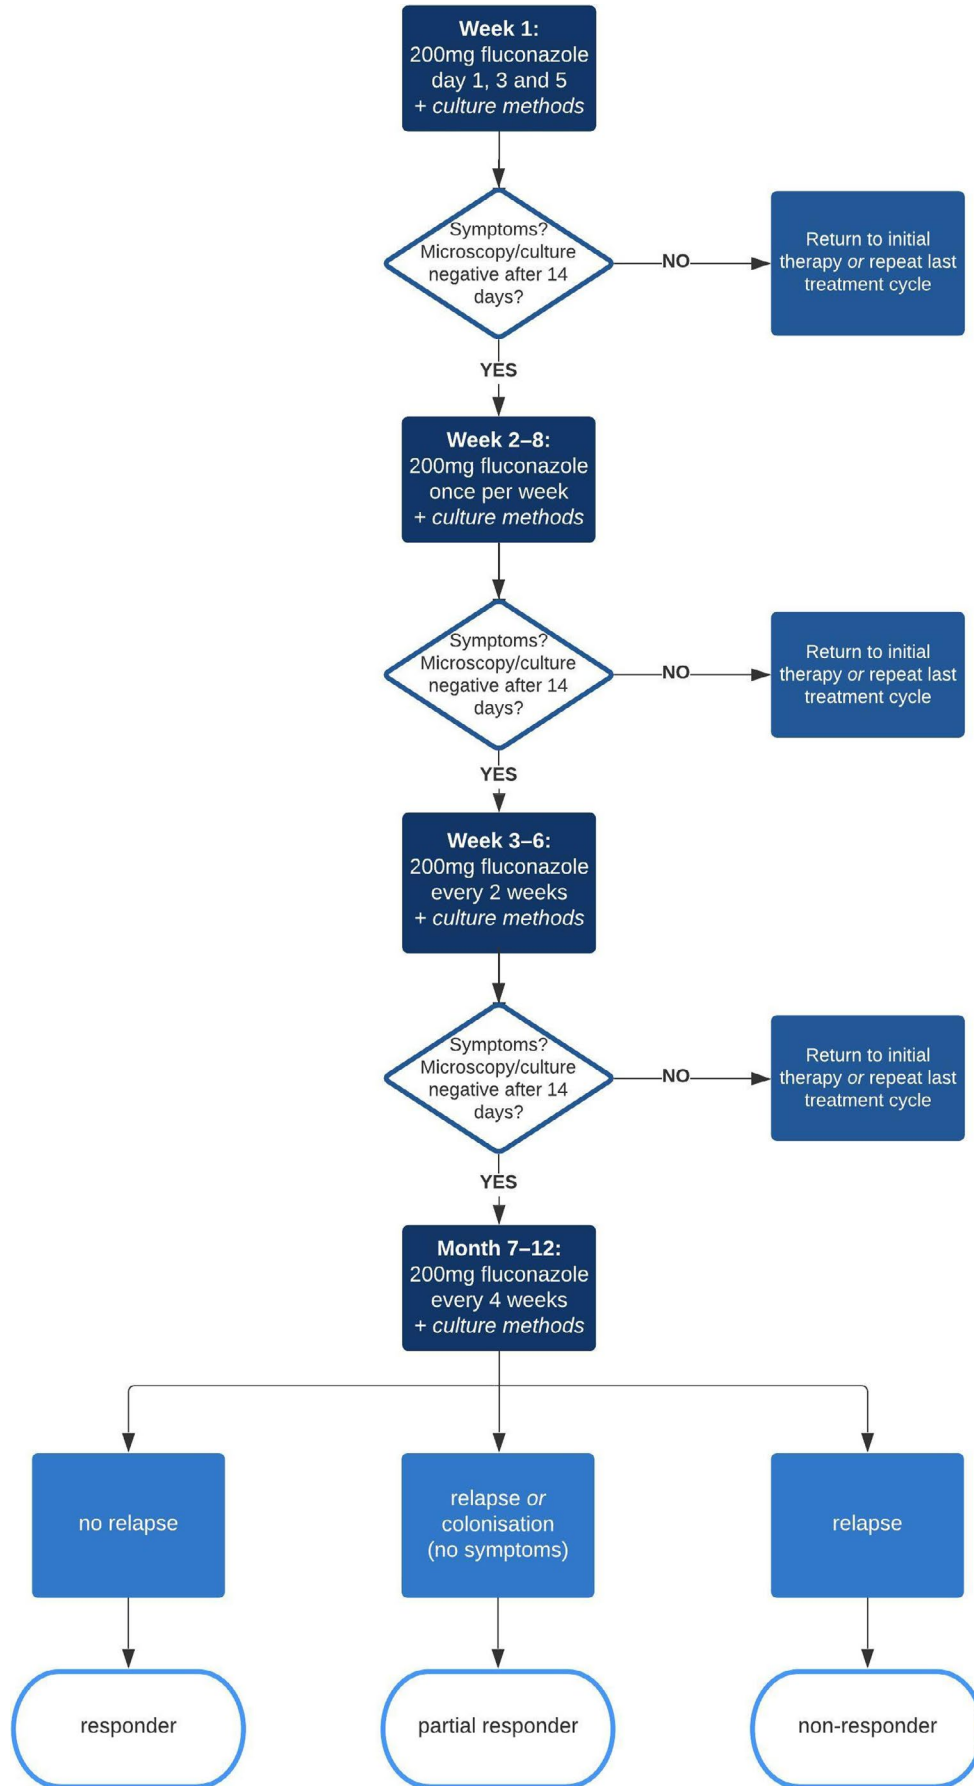 Week 1:
200mg fluconazole
day 1, 3 and 5
+ culture methods
Symptoms?
Microscopy/culture
negative after 14
days?
NO
Return to initial
therapy or repeat last
treatment cycle
YES
Week 2–8:
200mg fluconazole
once per week
+ culture methods
Symptoms?
Microscopy/culture
negative after 14
days?
NO
Return to initial
therapy or repeat last
treatment cycle
YES
Week 3–6:
200mg fluconazole
every 2 weeks
+ culture methods
Symptoms?
Microscopy/culture
negative after 14
days?
NO
Return to initial
therapy or repeat last
treatment cycle
YES
Month 7–12:
200mg fluconazole
every 4 weeks
+ culture methods
no relapse
relapse or
colonisation
(no symptoms)
relapse
responder
partial responder
non-responder